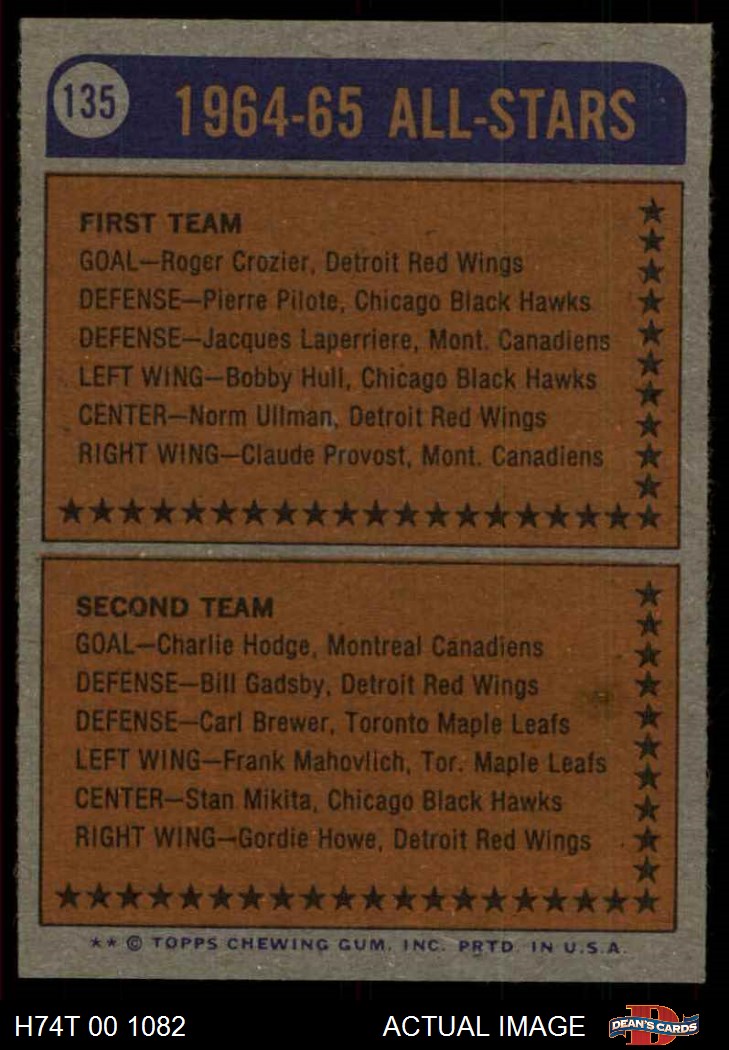 135
1964-65 ALL-STARS
FIRST TEAM
GOAL—Roger Crozier, Detroit Red Wings
DEFENSE—Pierre Pilote, Chicago Black Hawks
DEFENSE—Jacques Laperriere, Mont. Canadiens
LEFT WING—Bobby Hull, Chicago Black Hawks
CENTER—Norm Ullman, Detroit Red Wings
RIGHT WING—Claude Provost, Mont. Canadiens
SECOND TEAM
GOAL—Charlie Hodge, Montreal Canadiens
DEFENSE—Bill Gadsby, Detroit Red Wings
DEFENSE—Carl Brewer, Toronto Maple Leafs
LEFT WING—Frank Mahovlich, Tor. Maple Leafs
CENTER—Stan Mikita, Chicago Black Hawks
RIGHT WING—Gordie Howe, Detroit Red Wings
** © TOPPS CHEWING GUM, INC. PRTD. IN U.S.A.
H74T 00 1082 ACTUAL IMAGE D DEAN'S CARDS